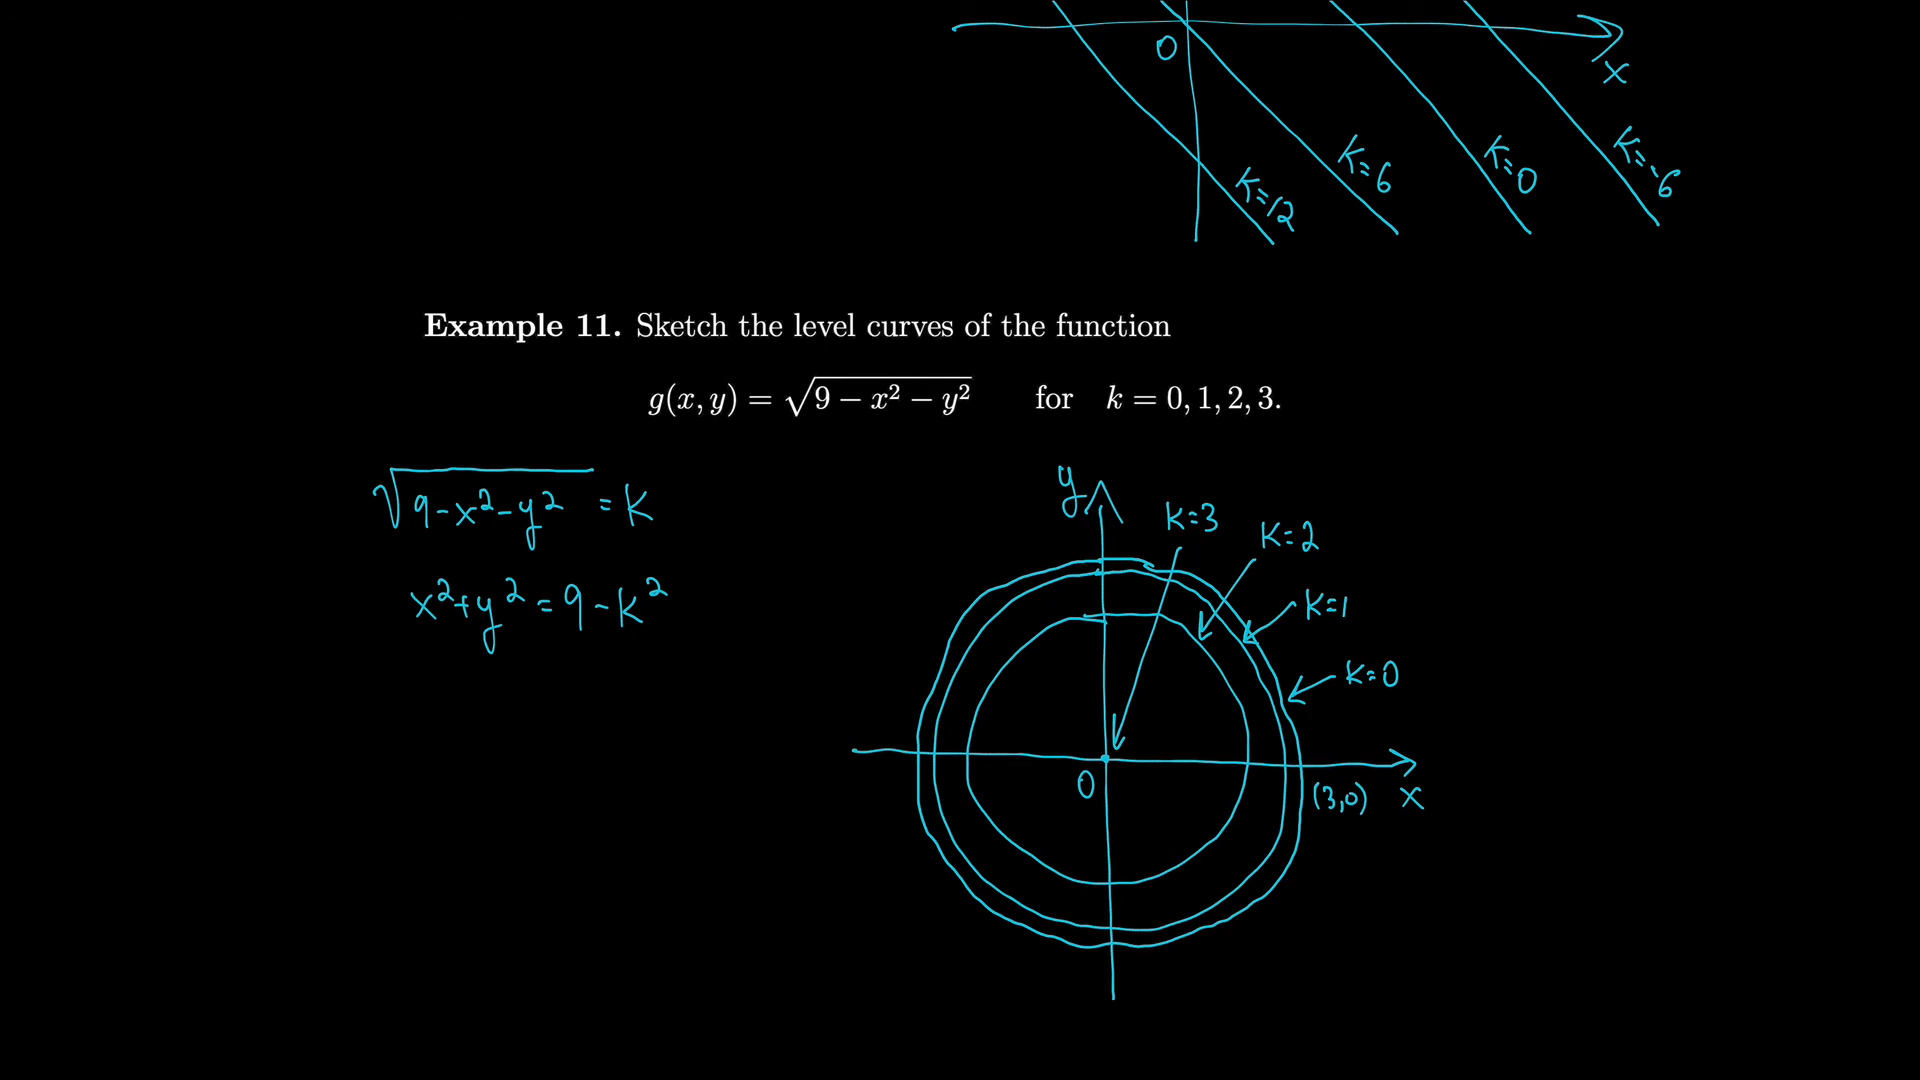 0
x
K=12
K=6
K=0
K=-6
Example 11. Sketch the level curves of the function
g(x, y) = √(9 − x² − y²) for k = 0, 1, 2, 3.
√(9-x²-y²) = K
x²+y²=9-K²
y
K=3
K=2
K=1
K=0
0
(3,0)
x